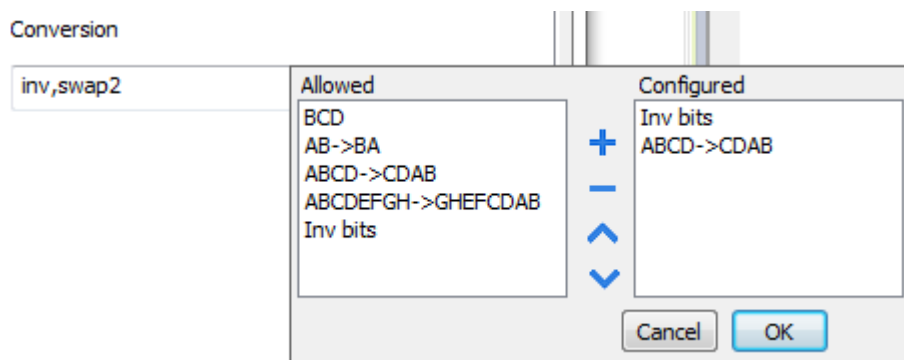 Conversion
inv,swap2
Allowed
BCD
AB->BA
ABCD->CDAB
ABCDEFGH->GHEFCDAB
Inv bits
Configured
Inv bits
ABCD->CDAB
Cancel
OK